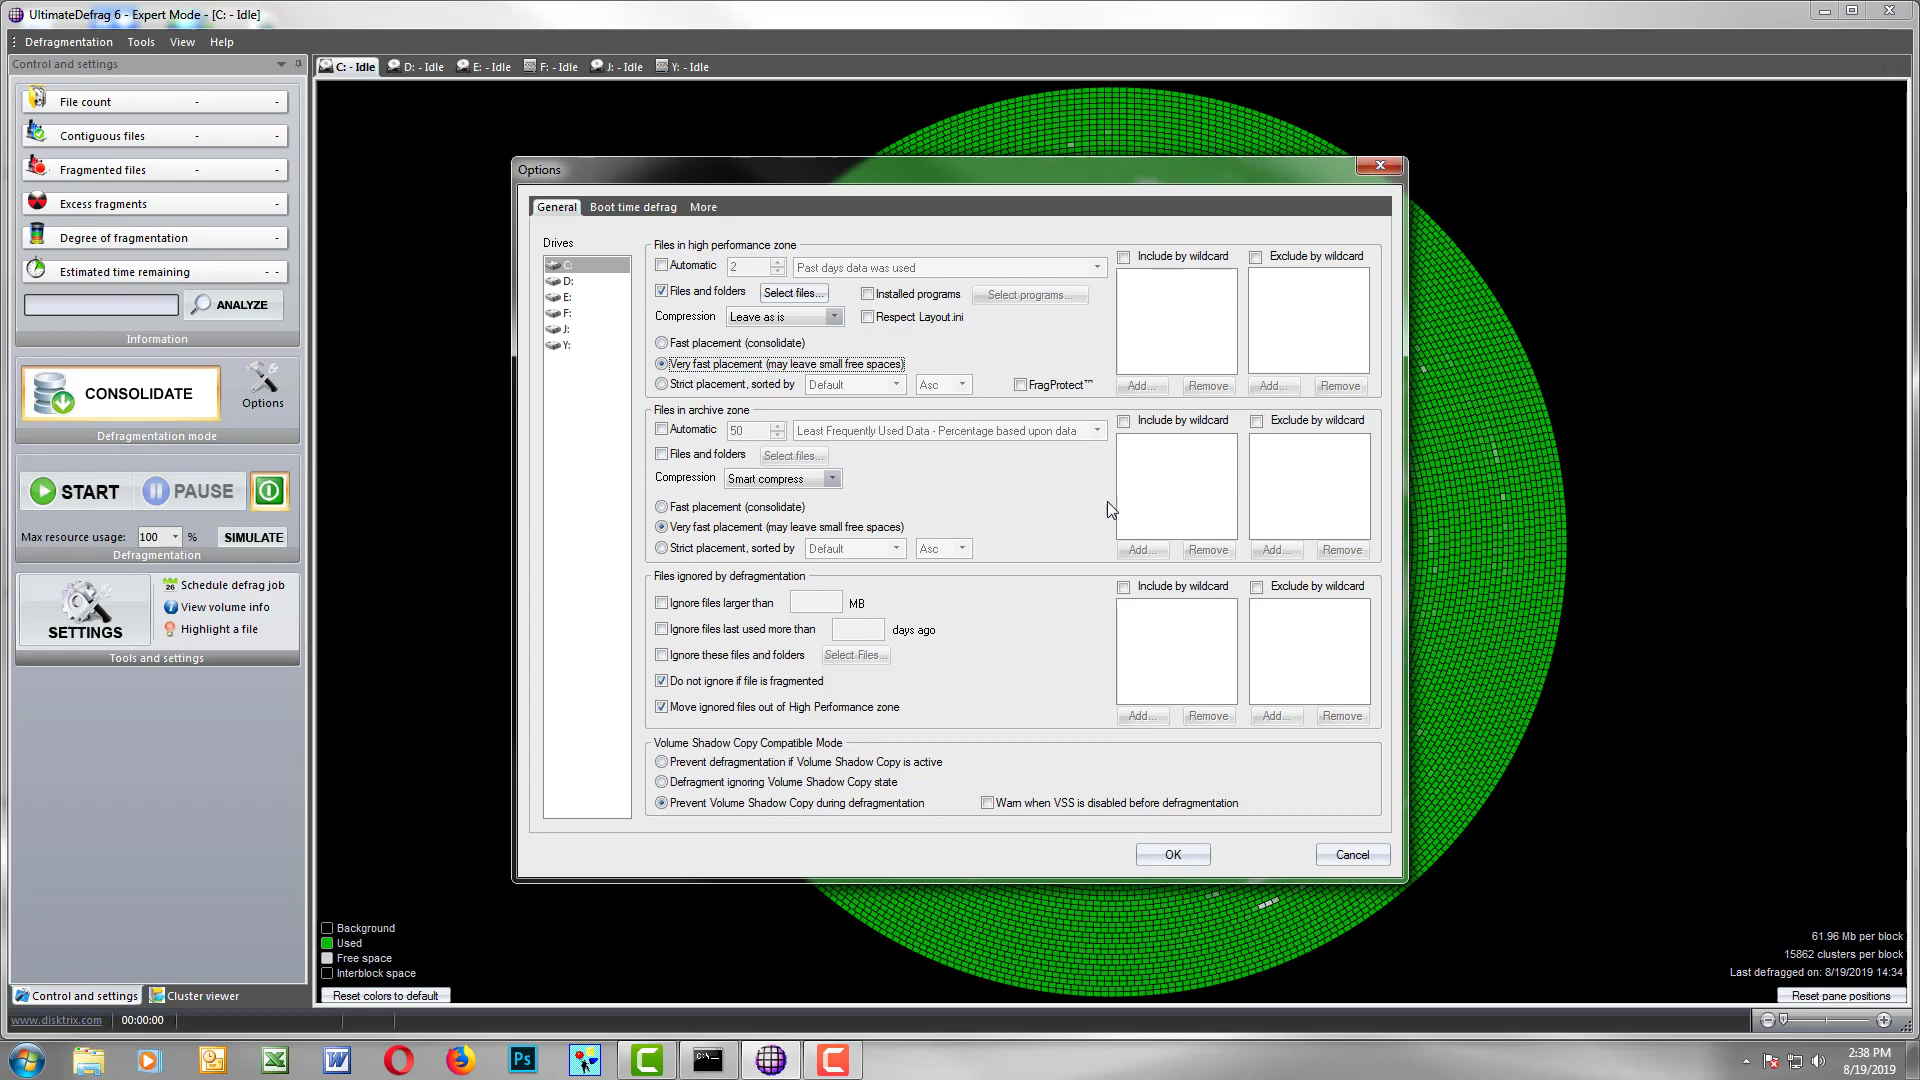 UltimateDefrag 6 - Expert Mode - [C: - Idle]
Defragmentation Tools View Help
Control and settings
C: - Idle D: - Idle E: - Idle F: - Idle J: - Idle Y: - Idle
File count - -
Contiguous files - -
Fragmented files - -
Excess fragments -
Degree of fragmentation -
Estimated time remaining - -
ANALYZE
Information
CONSOLIDATE
Options
Defragmentation mode
START PAUSE
Max resource usage: 100 % SIMULATE
Defragmentation
SETTINGS
Schedule defrag job
View volume info
Highlight a file
Tools and settings
Options
General Boot time defrag More
Drives
C:
D:
E:
F:
J:
Y:
Files in high performance zone
Automatic 2 Past days data was used
Files and folders Select files... Installed programs Select programs...
Compression Leave as is Respect Layout.ini
Fast placement (consolidate)
Very fast placement (may leave small free spaces)
Strict placement, sorted by Default Asc FragProtect™
Include by wildcard Exclude by wildcard
Add... Remove Add... Remove
Files in archive zone
Automatic 50 Least Frequently Used Data - Percentage based upon data
Files and folders Select files...
Compression Smart compress
Fast placement (consolidate)
Very fast placement (may leave small free spaces)
Strict placement, sorted by Default Asc
Include by wildcard Exclude by wildcard
Add... Remove Add... Remove
Files ignored by defragmentation
Ignore files larger than MB
Ignore files last used more than days ago
Ignore these files and folders Select Files...
Do not ignore if file is fragmented
Move ignored files out of High Performance zone
Include by wildcard Exclude by wildcard
Add... Remove Add... Remove
Volume Shadow Copy Compatible Mode
Prevent defragmentation if Volume Shadow Copy is active
Defragment ignoring Volume Shadow Copy state
Prevent Volume Shadow Copy during defragmentation Warn when VSS is disabled before defragmentation
OK Cancel
Background
Used
Free space
Interblock space
Reset colors to default
61.96 Mb per block
15862 clusters per block
Last defragged on: 8/19/2019 14:34
Reset pane positions
Control and settings Cluster viewer
www.disktrix.com 00:00:00
Ps
2:38 PM
8/19/2019